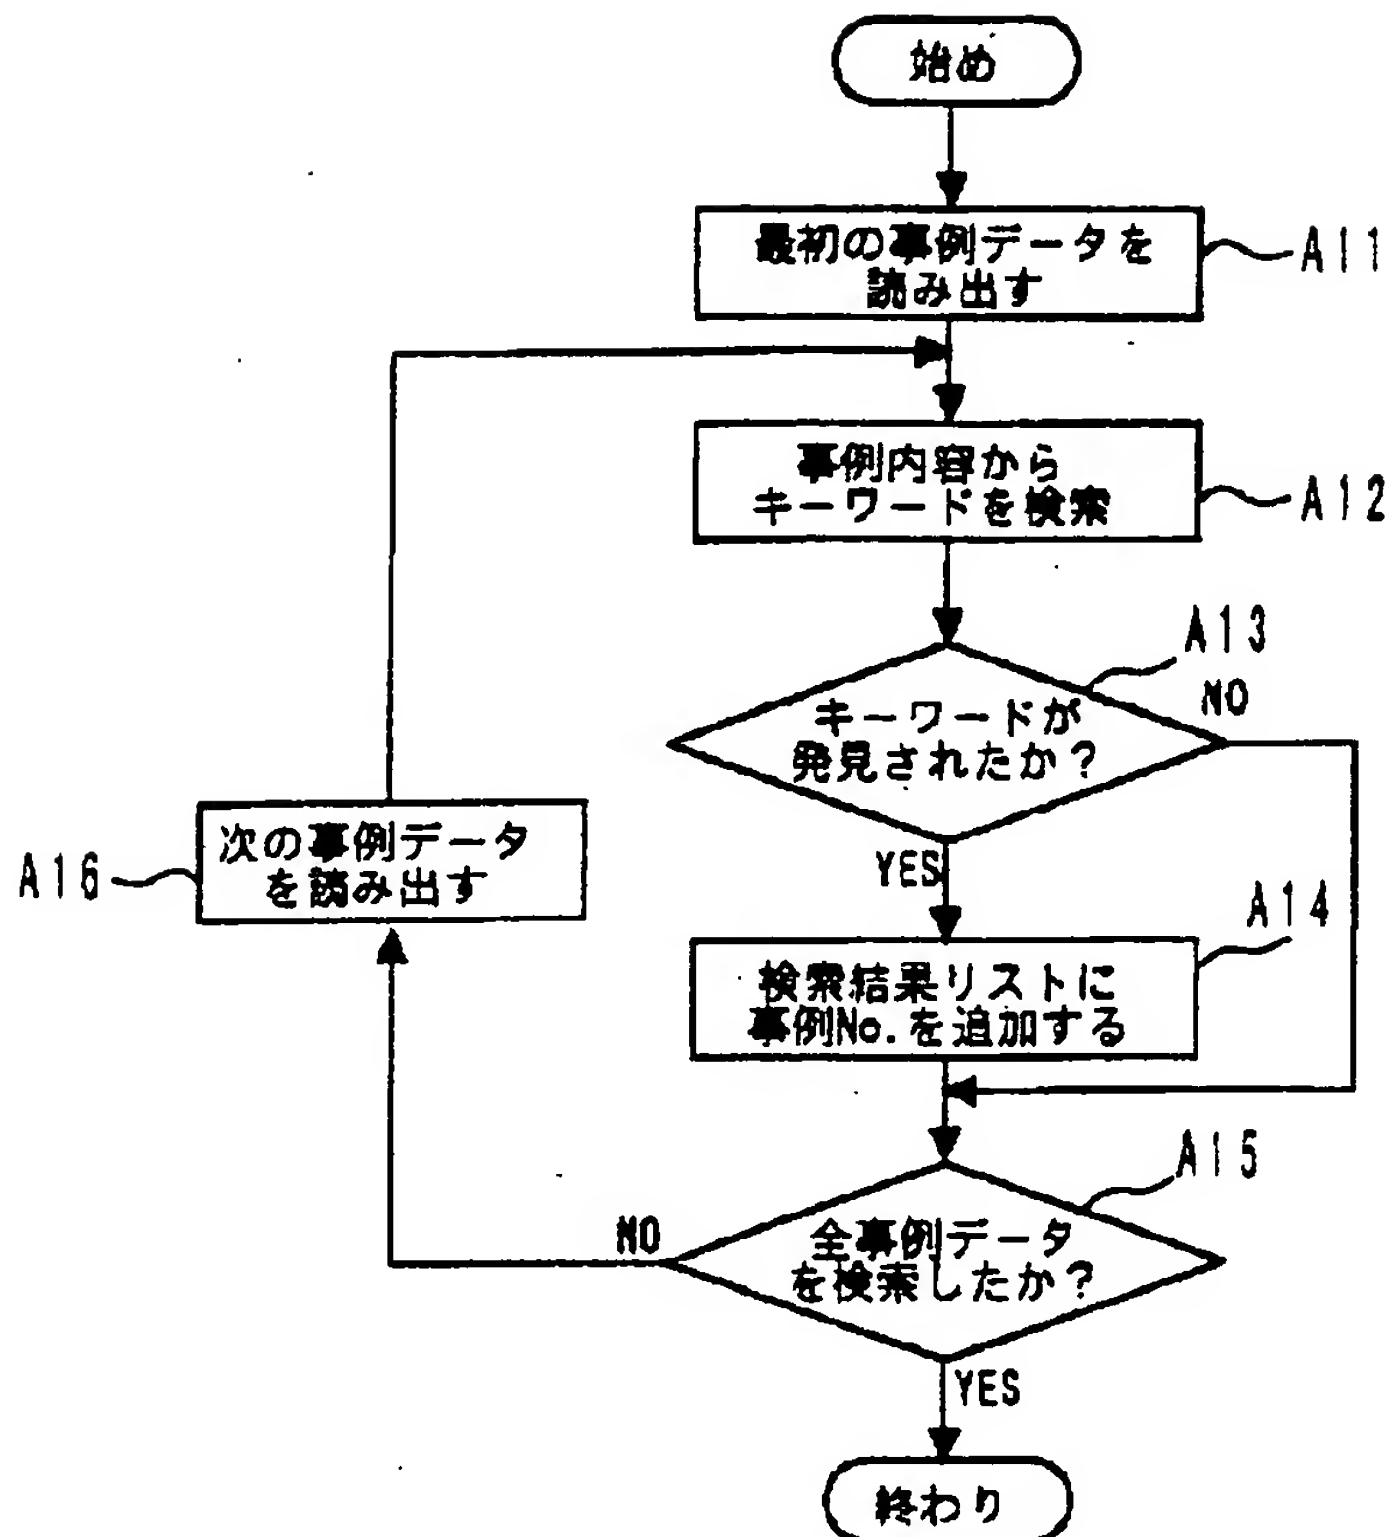 始め
最初の事例データを
読み出す
A11
事例内容から
キーワードを検索
A12
A13
キーワードが
発見されたか?
NO
YES
次の事例データ
を読み出す
A16
A14
検索結果リストに
事例No.を追加する
A15
全事例データ
を検索したか?
NO
YES
終わり